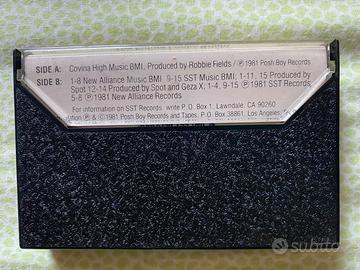 SIDE A: Covina High Music BMI, Produced by Robbie Fields / ℗ 1981 Posh Boy Records
SIDE B: 1-8 New Alliance Music BMI, 9-15 SST Music BMI; 1-11, 15 Produced by
Spot 12-14 Produced by Spot and Geza X; 1-4, 9-15 ℗ 1981 SST Records;
5-8 ℗ 1981 New Alliance Records
For information on SST Records. write P.O. Box 1, Lawndale, CA 90260
ation ℗ & © 1981 Posh Boy Records and Tapes, P.O. Box 38861, Los Angeles,
subito